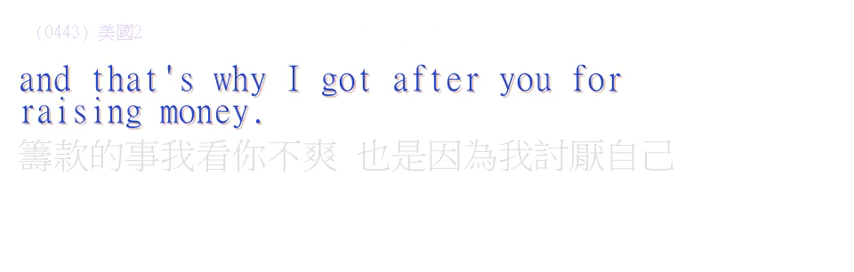 (0443) 美國2
and that's why I got after you for
raising money.
籌款的事我看你不爽 也是因為我討厭自己